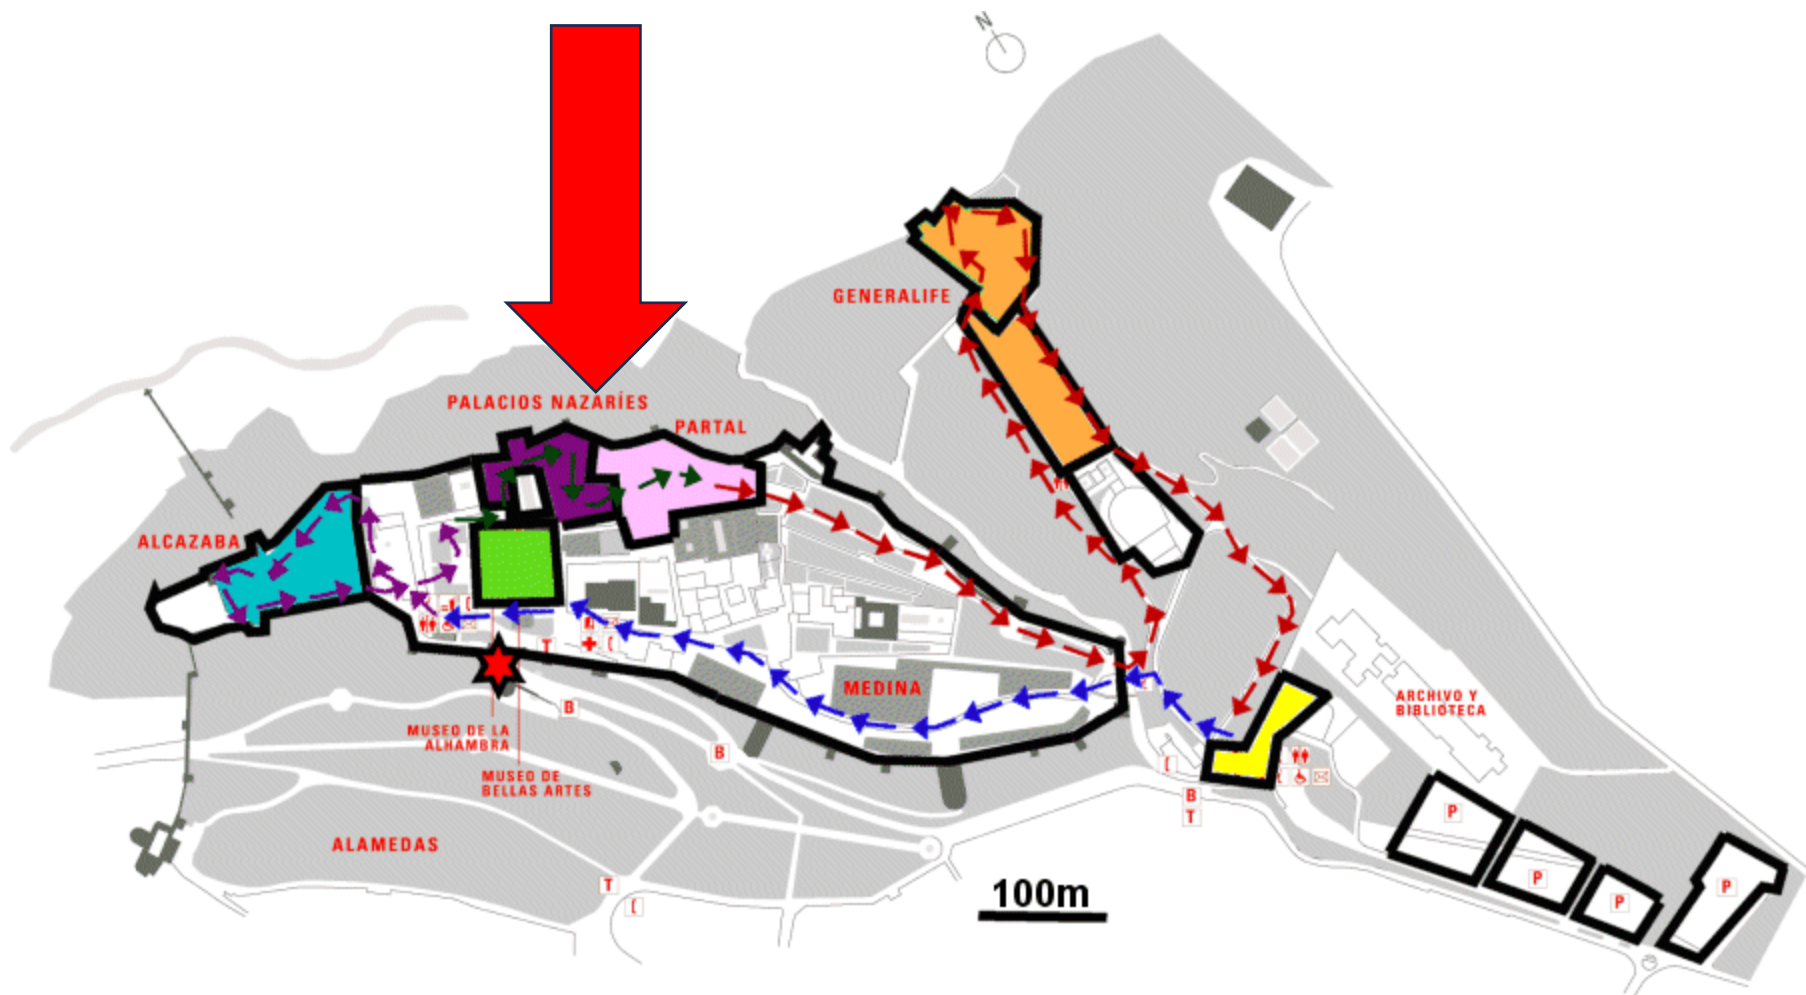 N
GENERALIFE
PALACIOS NAZARÍES
PARTAL
ALCAZABA
T
MEDINA
ARCHIVO Y
BIBLIOTECA
B
MUSEO DE LA
ALHAMBRA
B
MUSEO DE
BELLAS ARTES
B
T
P
ALAMEDAS
P
P
P
T
100m